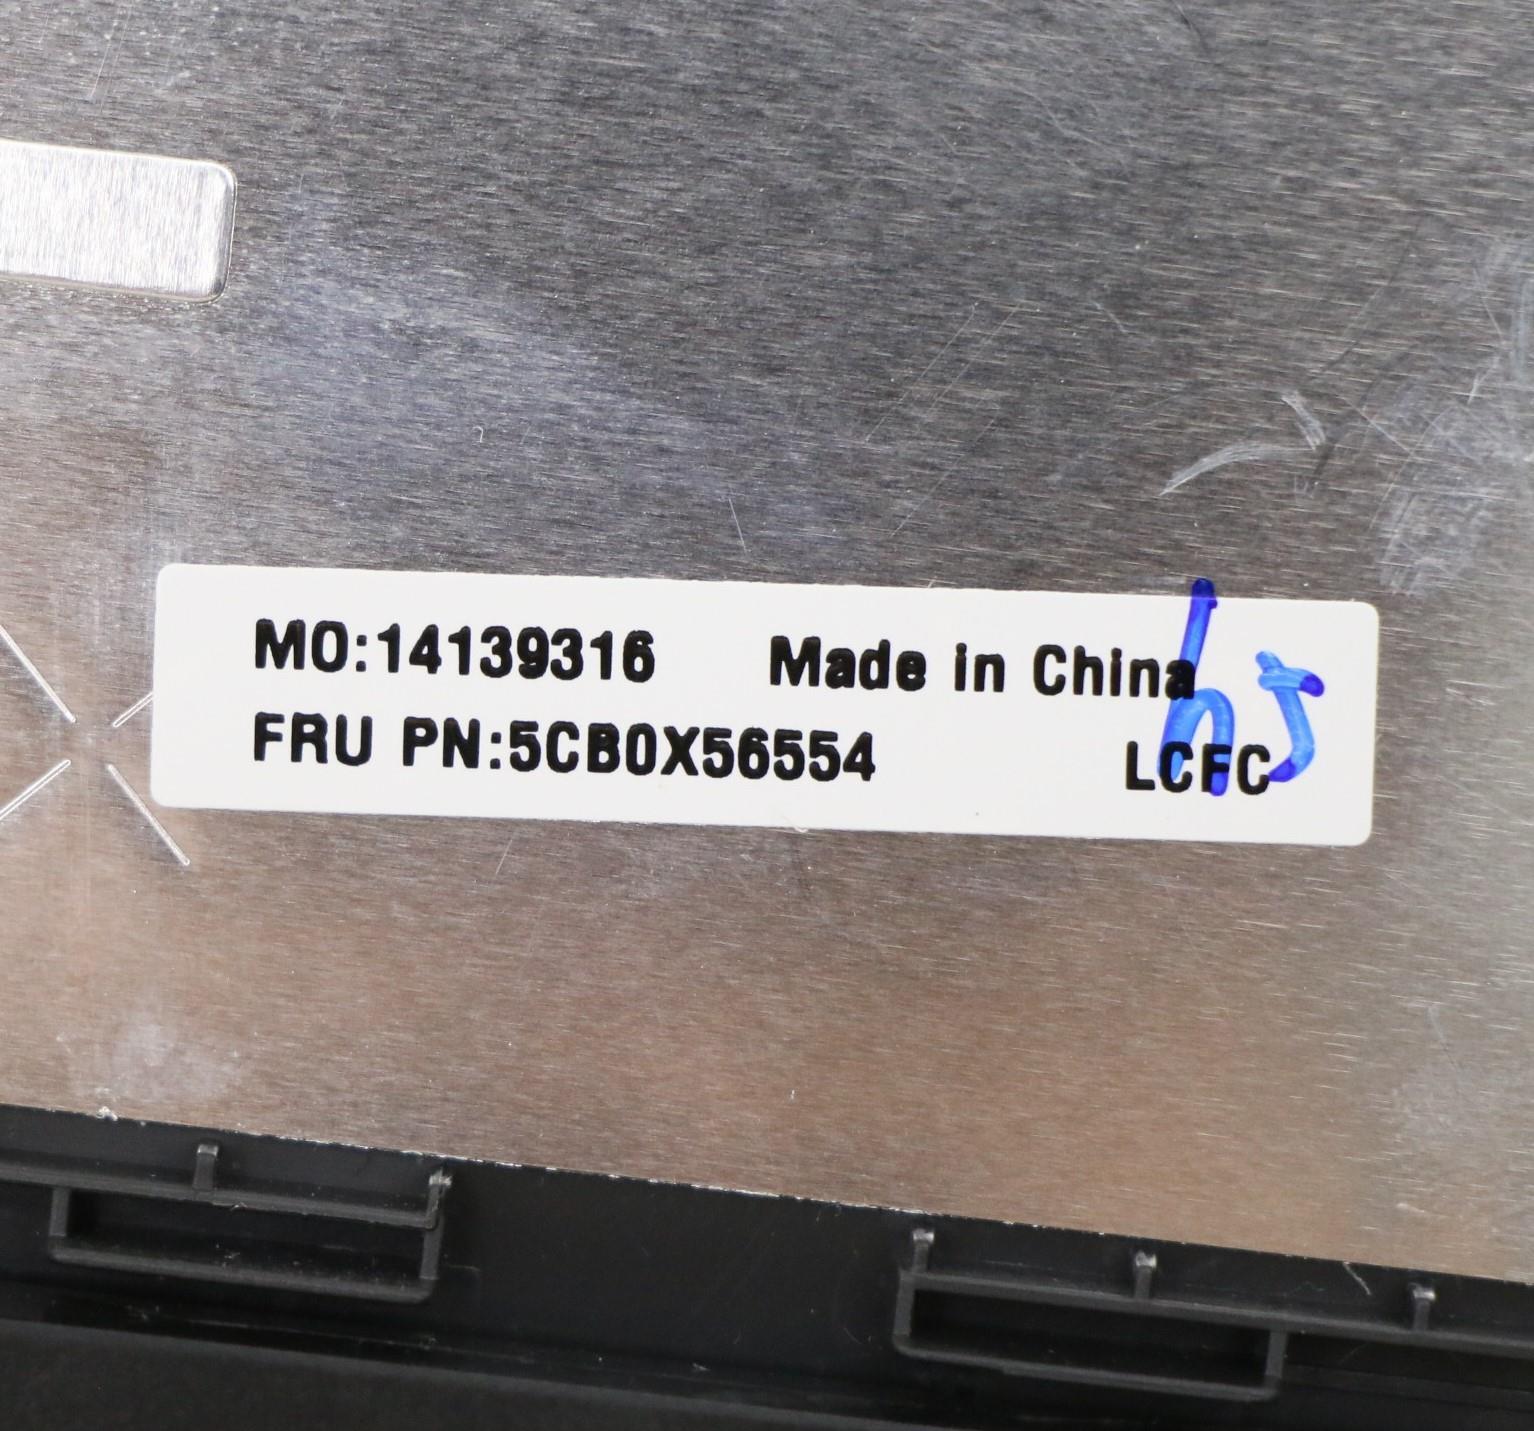 MO:14139316 Made in China
FRU PN:5CB0X56554 LCFC